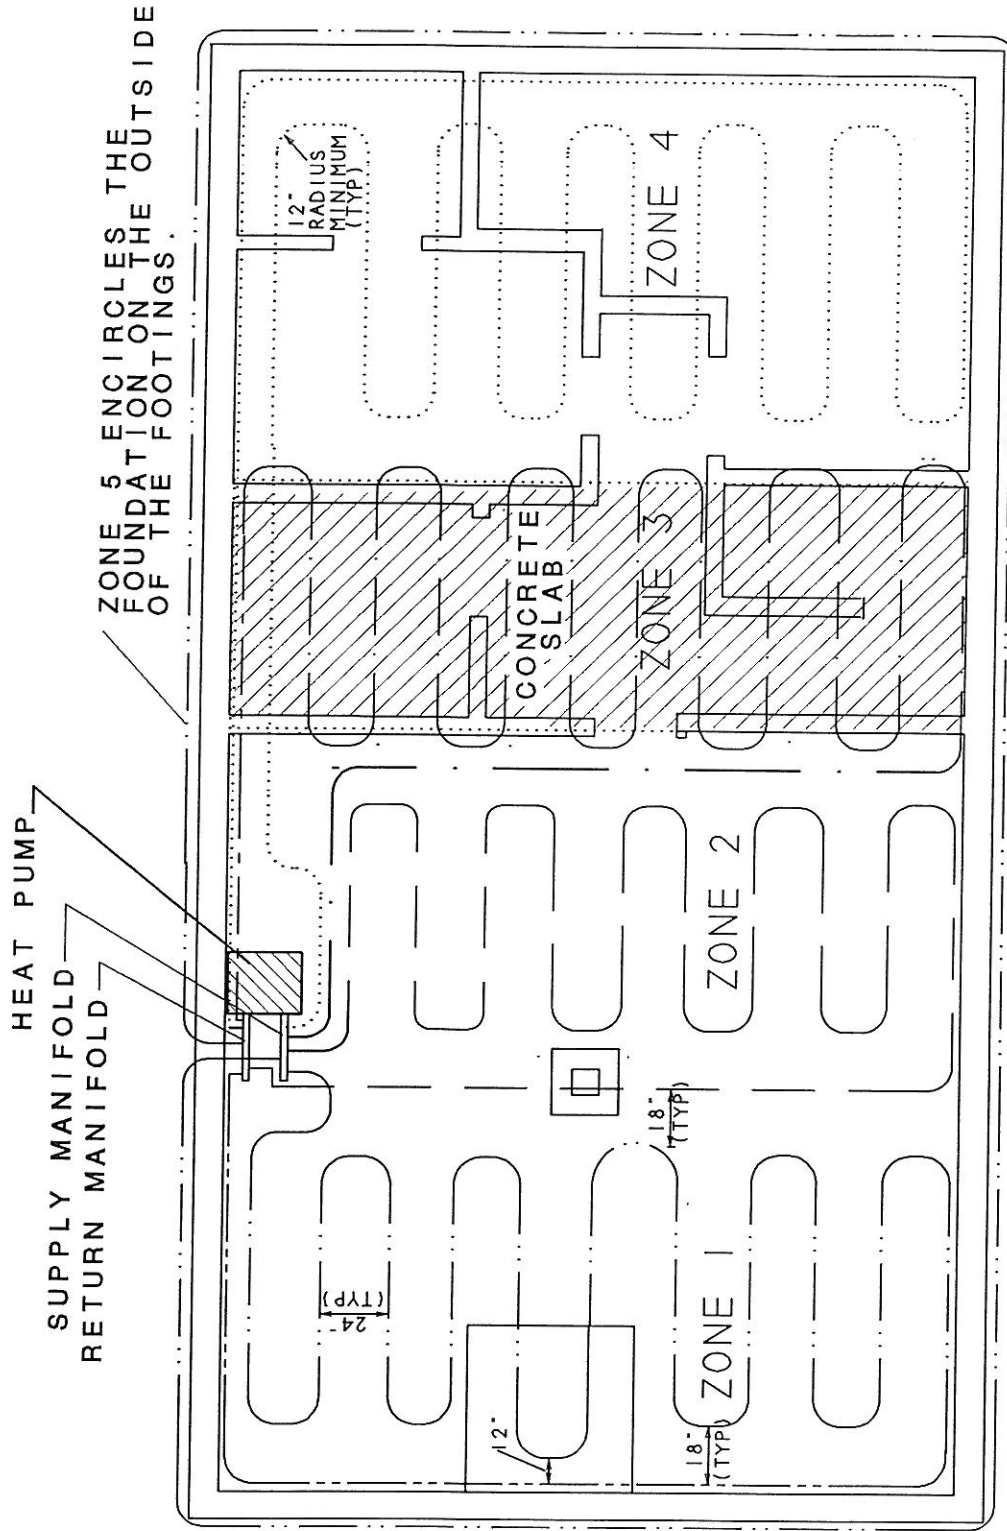 HEAT PUMP
SUPPLY MANIFOLD
RETURN MANIFOLD
ZONE 5 ENCIRCLES THE
FOUNDATION ON THE OUTSIDE
OF THE FOOTINGS.
12"
RADIUS
MINIMUM
(TYP)
24"
(TYP)
12"
18"
(TYP)
ZONE 1
18"
(TYP)
ZONE 2
CONCRETE
SLAB
ZONE 3
ZONE 4